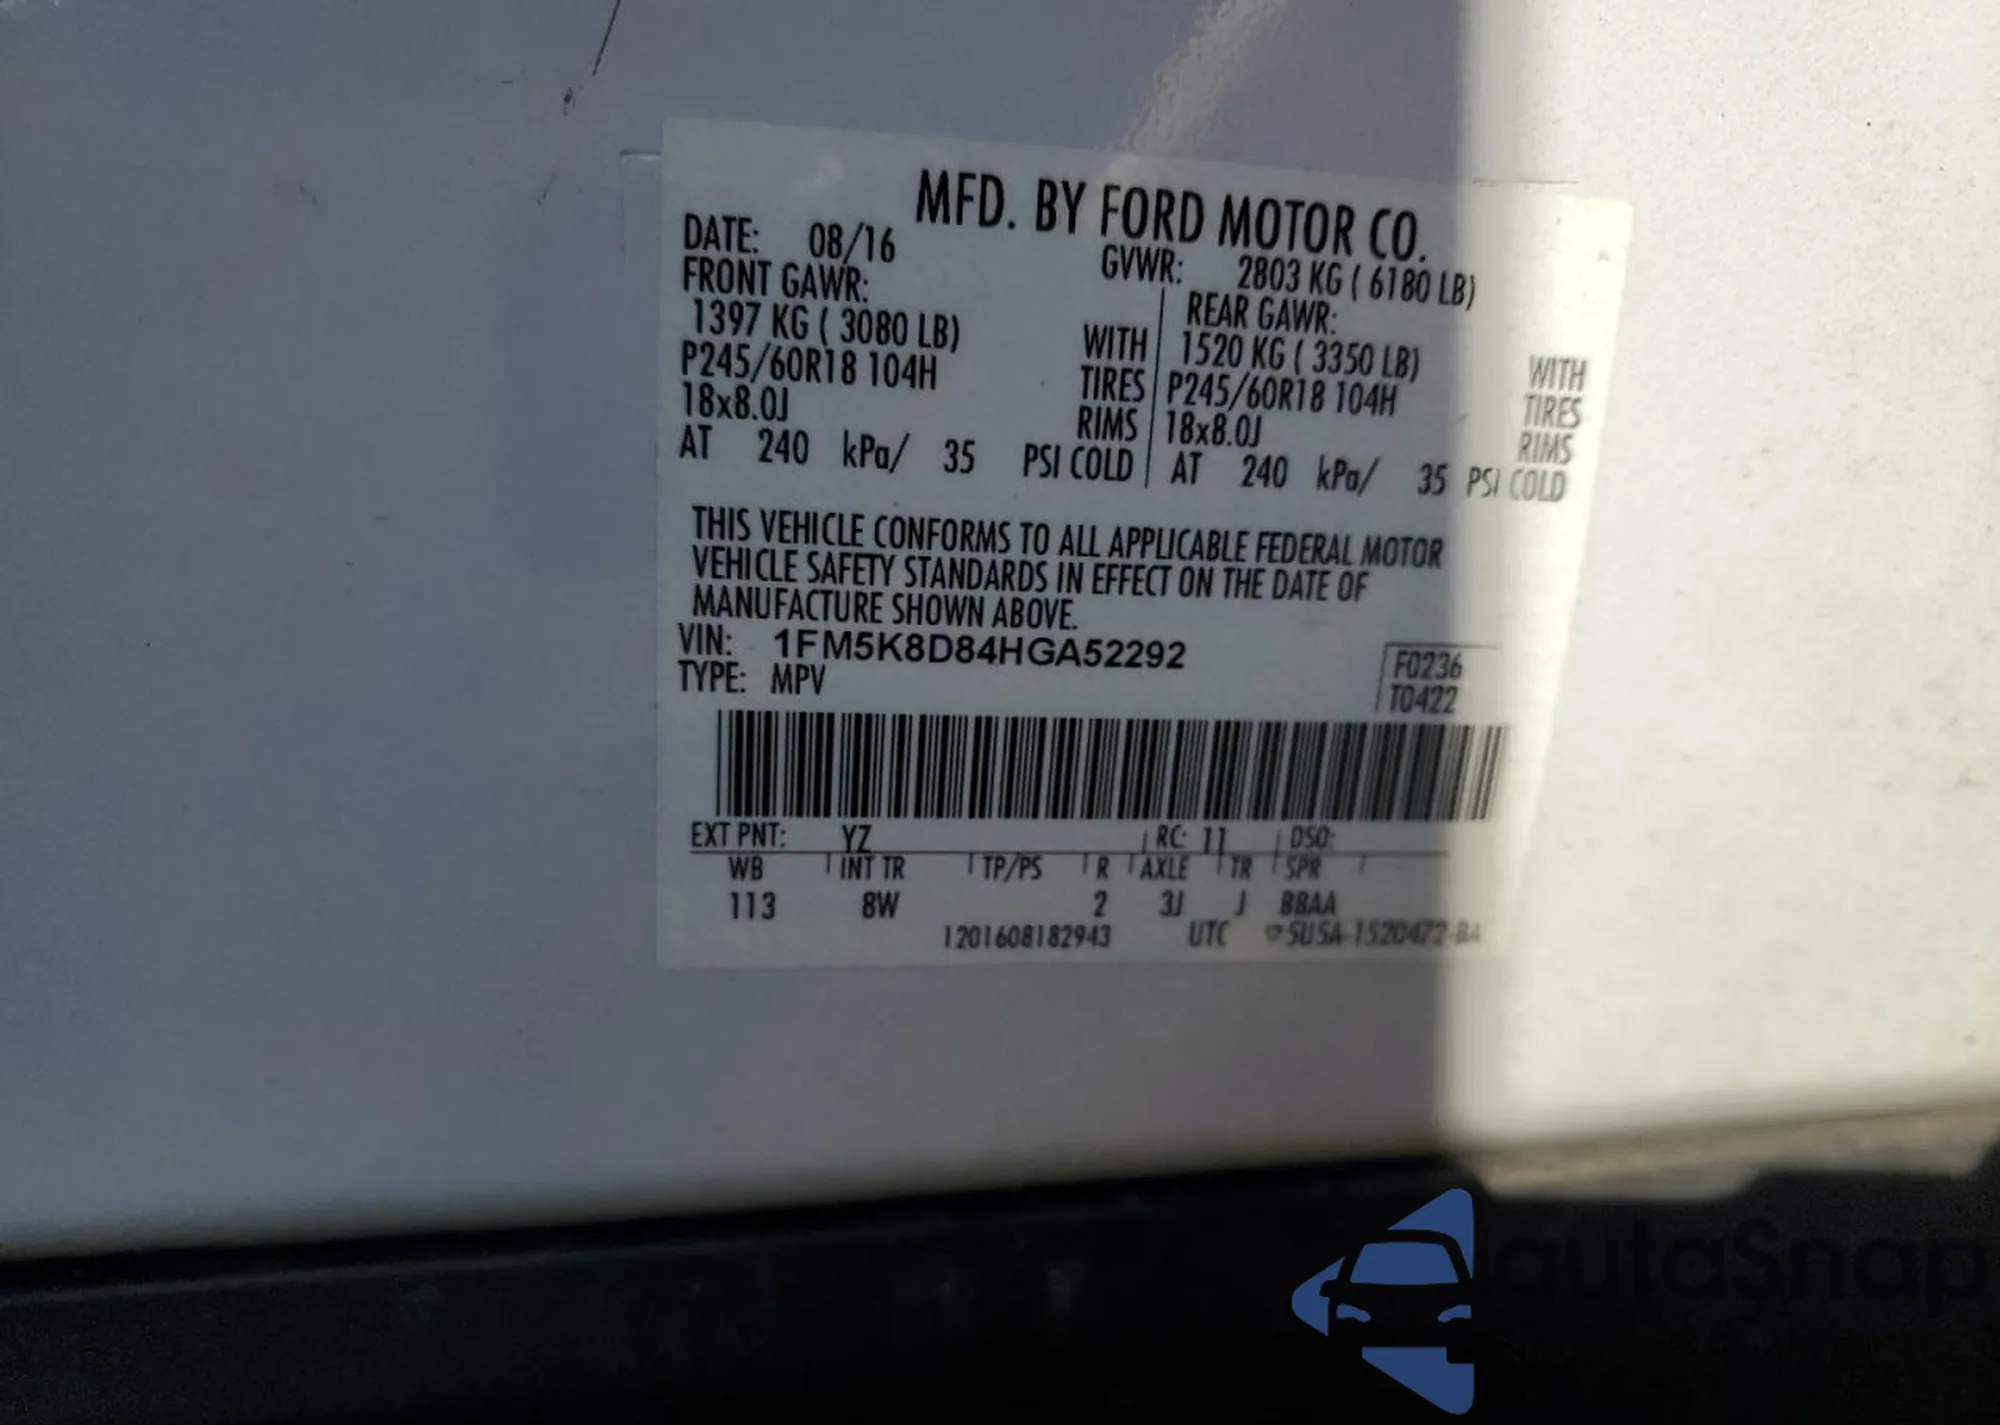 MFD. BY FORD MOTOR CO.
DATE: 08/16 GVWR: 2803 KG ( 6180 LB)
FRONT GAWR: REAR GAWR:
1397 KG ( 3080 LB) WITH 1520 KG ( 3350 LB) WITH
P245/60R18 104H TIRES P245/60R18 104H TIRES
18x8.0J RIMS 18x8.0J RIMS
AT 240 kPa/ 35 PSI COLD AT 240 kPa/ 35 PSI COLD
THIS VEHICLE CONFORMS TO ALL APPLICABLE FEDERAL MOTOR
VEHICLE SAFETY STANDARDS IN EFFECT ON THE DATE OF
MANUFACTURE SHOWN ABOVE.
VIN: 1FM5K8D84HGA52292
TYPE: MPV
F0236
T0422
EXT PNT: YZ RC: 11 DSO:
WB INT TR TP/PS R AXLE TR SPR
113 8W 2 3J J BBAA
1201608182943 UTC SUSA-1520472-BA
autoSnap